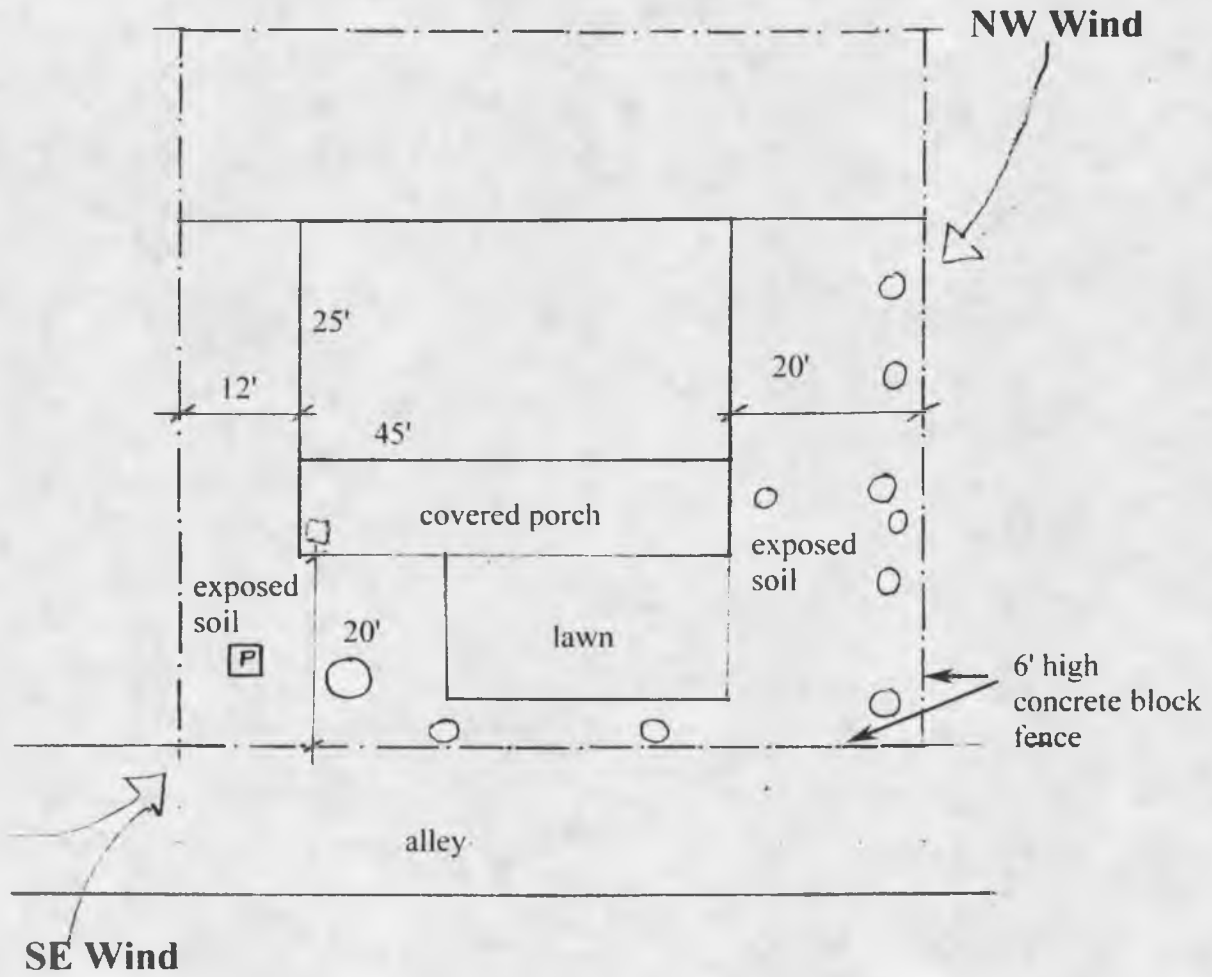 NW Wind
25'
20'
12'
45'
covered porch
exposed
soil
exposed
soil
20'
lawn
P
6' high
concrete block
fence
alley
SE Wind